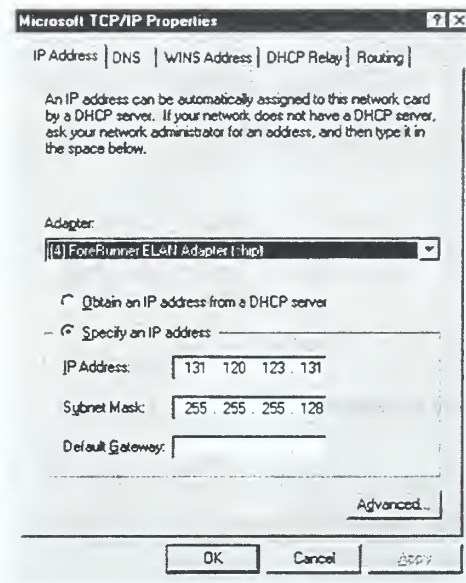 Microsoft TCP/IP Properties
IP Address DNS WINS Address DHCP Relay Routing
An IP address can be automatically assigned to this network card
by a DHCP server. If your network does not have a DHCP server,
ask your network administrator for an address, and then type it in
the space below.
Adapter:
[4] ForeRunner ELAN Adapter (chip)
Obtain an IP address from a DHCP server
Specify an IP address
IP Address: 131 120 123 . 131
Subnet Mask: 255 . 255 . 255 . 128
Default Gateway:
Advanced...
OK Cancel Apply